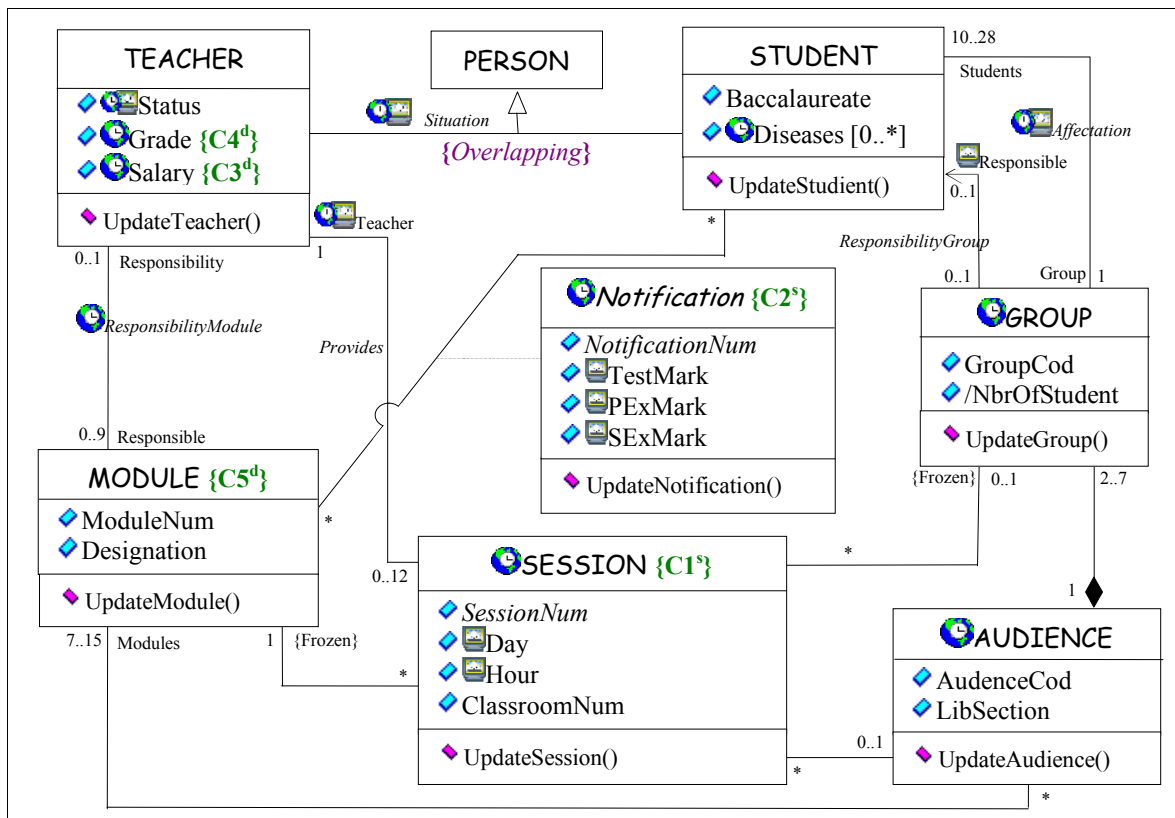 TEACHER
Status
Grade {C4ᵈ}
Salary {C3ᵈ}
UpdateTeacher()
PERSON
Situation
{Overlapping}
STUDENT
Baccalaureate
Diseases [0..*]
UpdateStudient()
10..28
Students
Affectation
Responsible
0..1
ResponsibilityGroup
0..1
Group
1
*
Teacher
1
0..1
Responsibility
ResponsibilityModule
Provides
Notification {C2ˢ}
NotificationNum
TestMark
PExMark
SExMark
UpdateNotification()
GROUP
GroupCod
/NbrOfStudent
UpdateGroup()
{Frozen}
0..1
2..7
0..9
Responsible
MODULE {C5ᵈ}
ModuleNum
Designation
UpdateModule()
*
7..15
Modules
1
{Frozen}
*
0..12
SESSION {C1ˢ}
SessionNum
Day
Hour
ClassroomNum
UpdateSession()
*
1
AUDIENCE
AudenceCod
LibSection
UpdateAudience()
0..1
*
*